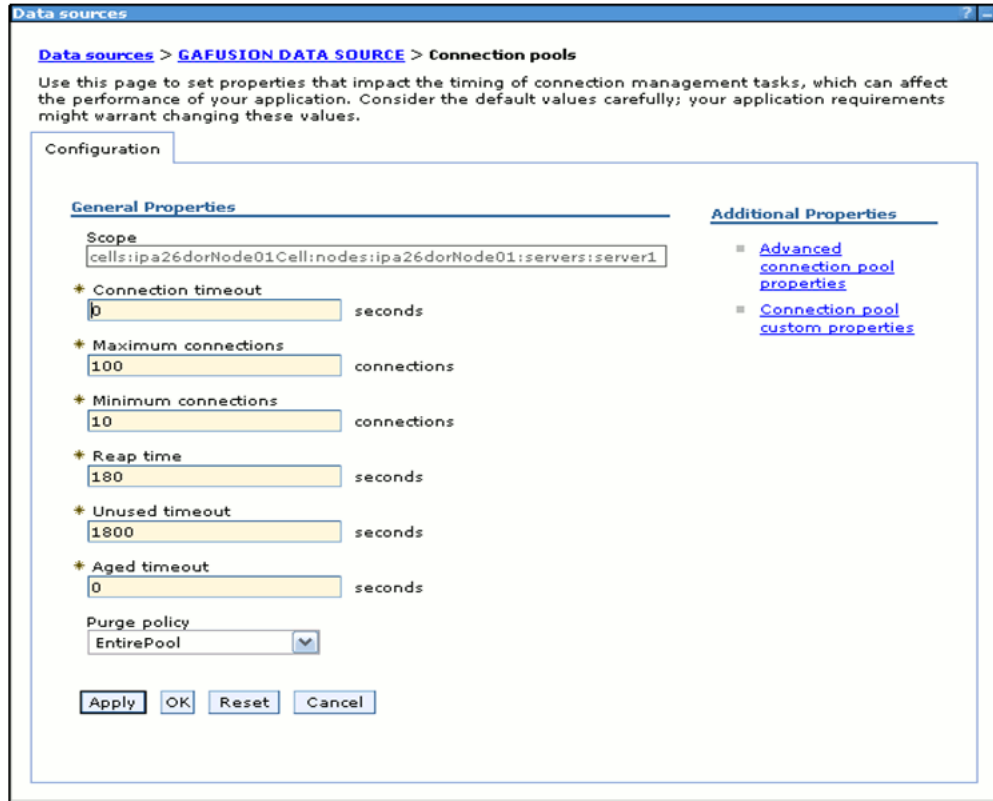 Data sources
? –
Data sources > GAFUSION DATA SOURCE > Connection pools
Use this page to set properties that impact the timing of connection management tasks, which can affect
the performance of your application. Consider the default values carefully; your application requirements
might warrant changing these values.
Configuration
General Properties
Scope
cells:ipa26dorNode01Cell:nodes:ipa26dorNode01:servers:server1
* Connection timeout
0 seconds
* Maximum connections
100 connections
* Minimum connections
10 connections
* Reap time
180 seconds
* Unused timeout
1800 seconds
* Aged timeout
0 seconds
Purge policy
EntirePool
Apply OK Reset Cancel
Additional Properties
Advanced
connection pool
properties
Connection pool
custom properties